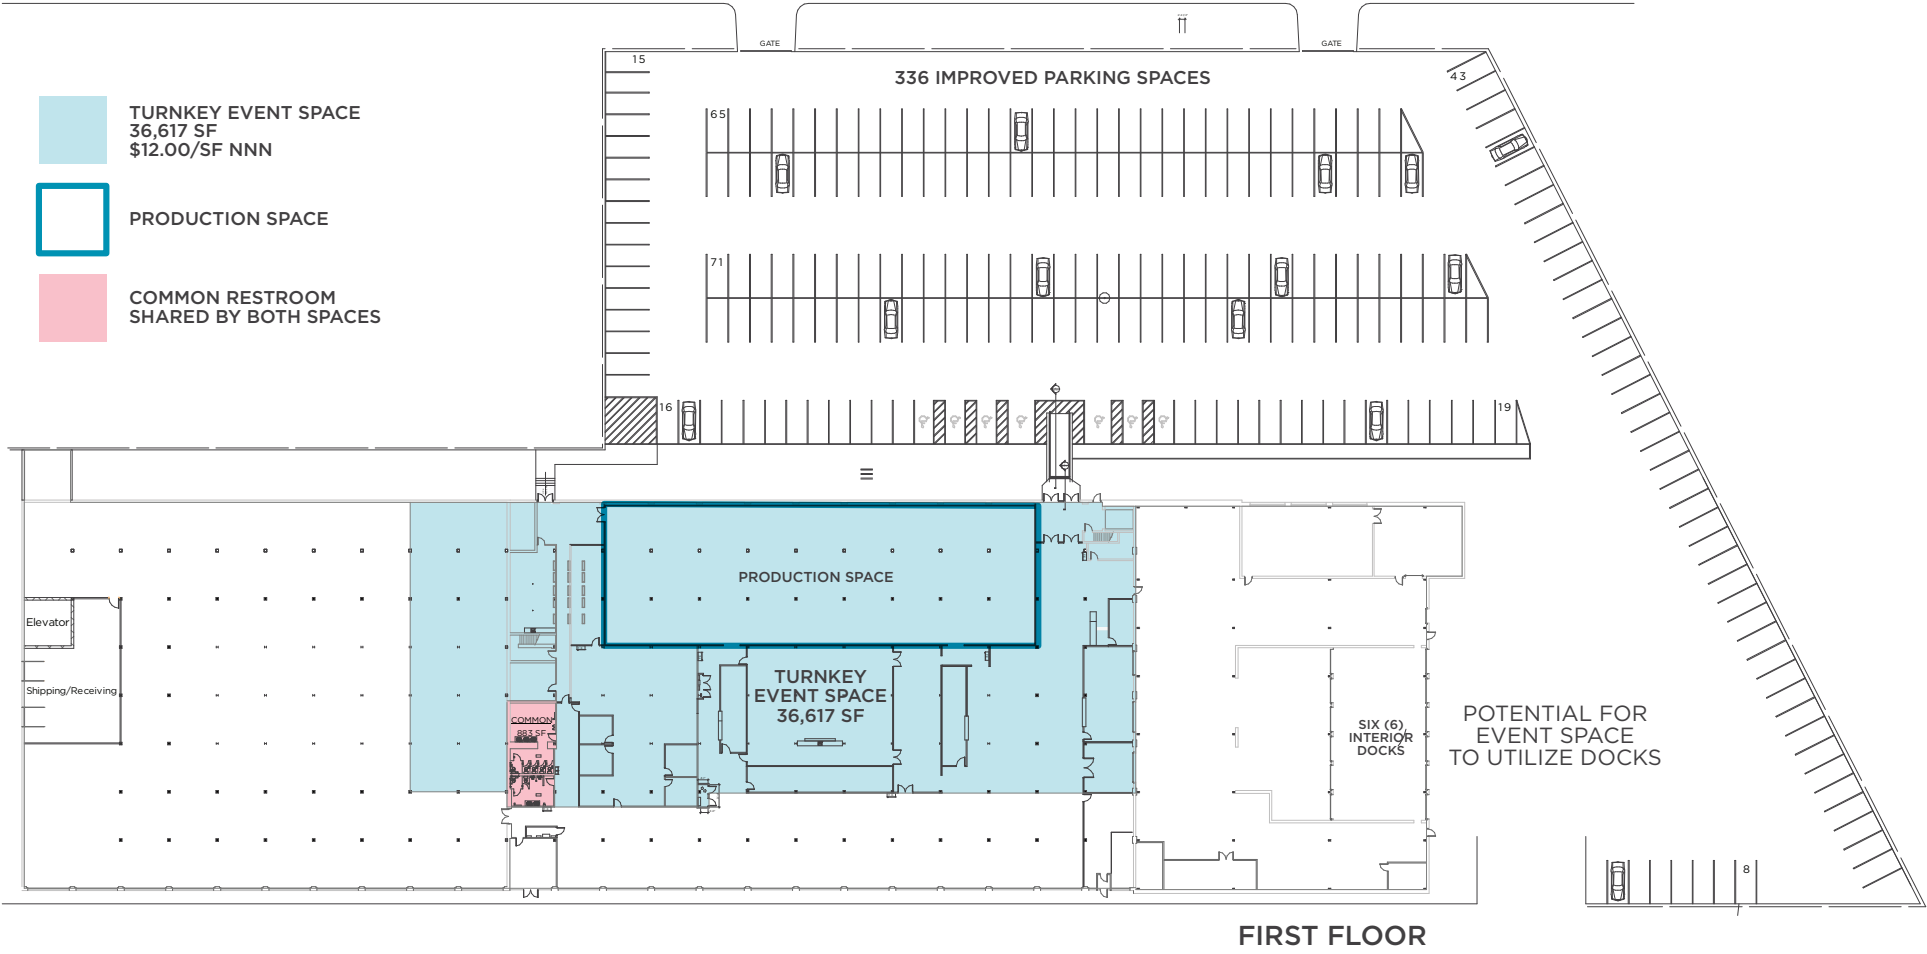 GATE
GATE
15
336 IMPROVED PARKING SPACES
43
TURNKEY EVENT SPACE
36,617 SF
$12.00/SF NNN
65
PRODUCTION SPACE
71
COMMON RESTROOM
SHARED BY BOTH SPACES
16
19
PRODUCTION SPACE
Elevator
Shipping/Receiving
TURNKEY
EVENT SPACE
36,617 SF
COMMON
883 SF
SIX (6)
INTERIOR
DOCKS
POTENTIAL FOR
EVENT SPACE
TO UTILIZE DOCKS
8
FIRST FLOOR